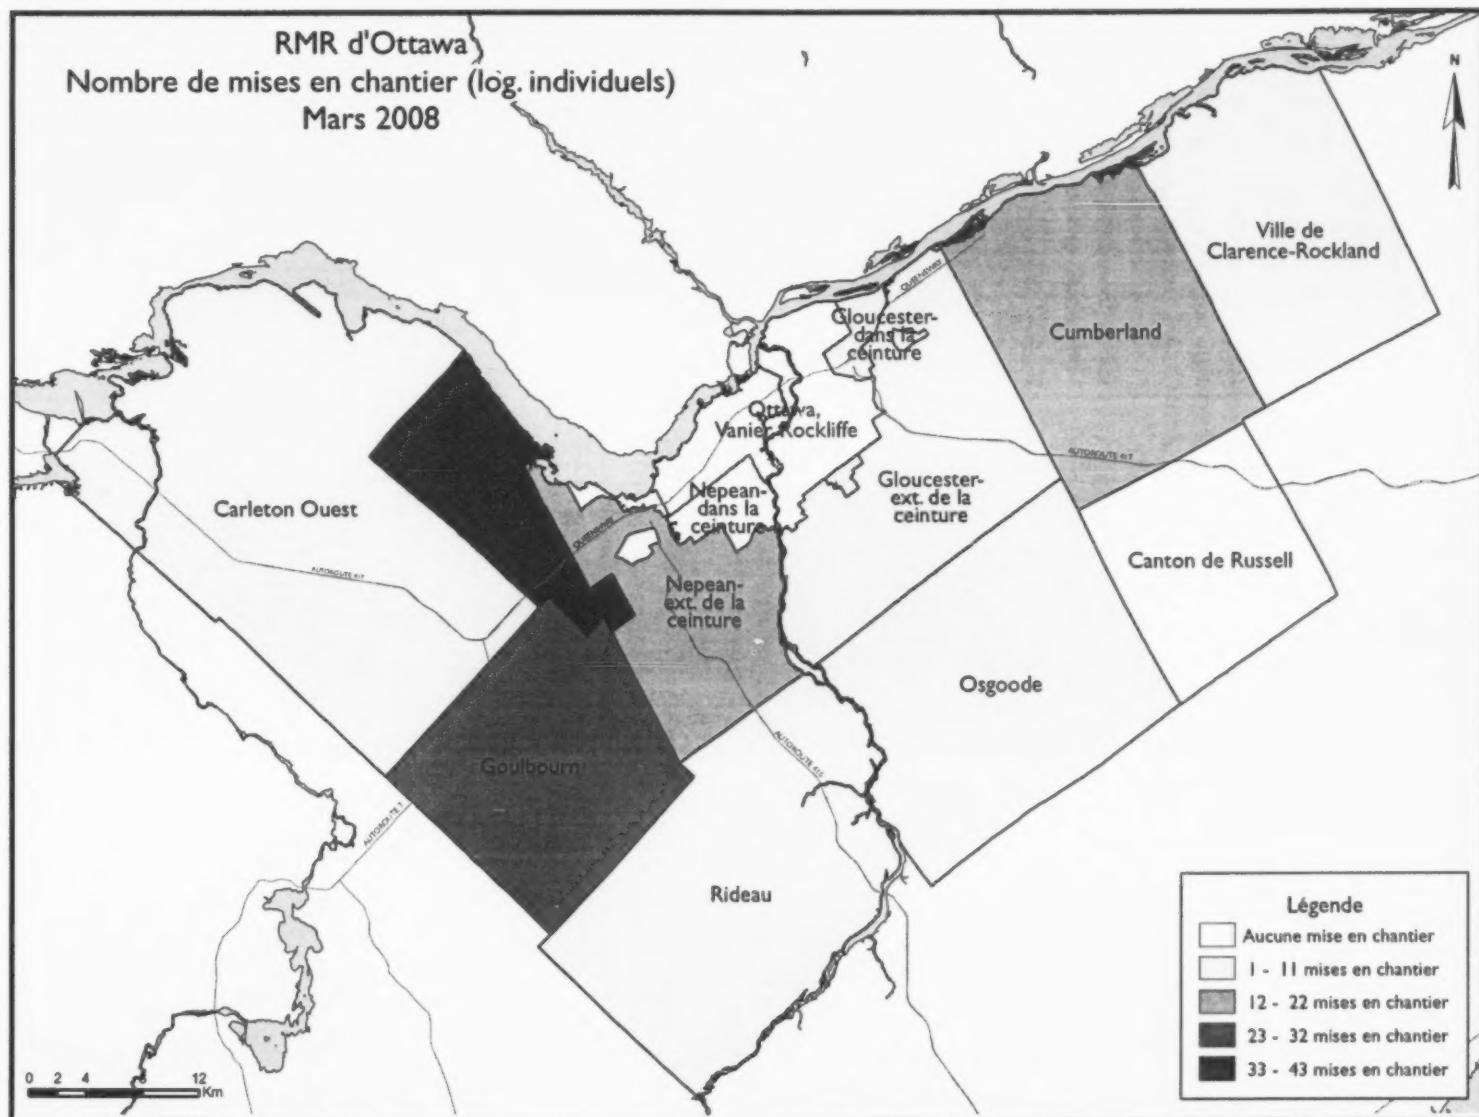 RMR d'Ottawa
Nombre de mises en chantier (log. individuels)
Mars 2008
N
Ville de
Clarence-Rockland
QUEENSWAY
Gloucester-
dans la
ceinture
Cumberland
Ottawa,
Vanier, Rockliffe
AUTOROUTE 417
Nepean-
dans la
ceinture
Gloucester-
ext. de la
ceinture
Carleton Ouest
QUEENSWAY
AUTOROUTE 417
Canton de Russell
Nepean-
ext. de la
ceinture
Osgoode
Goulbourn
AUTOROUTE 416
AUTOROUTE 7
Rideau
Légende
Aucune mise en chantier
1 - 11 mises en chantier
12 - 22 mises en chantier
23 - 32 mises en chantier
33 - 43 mises en chantier
0 2 4 8 12
Km